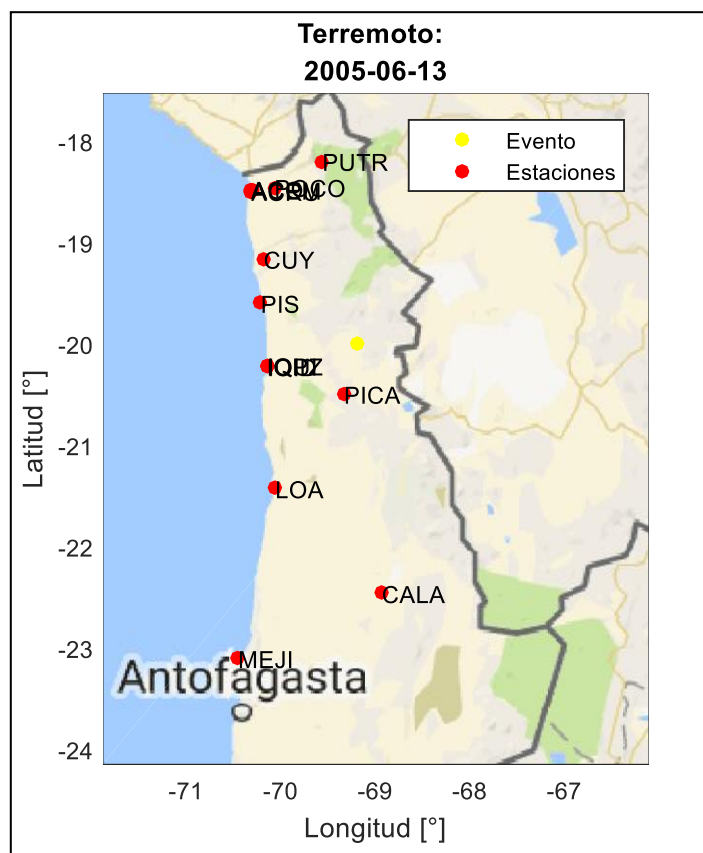 Terremoto:
2005-06-13
Evento
Estaciones
-18
-19
-20
-21
-22
-23
-24
Latitud [°]
PUTR
POCO
CUY
PIS
PICA
LOA
CALA
MEJI
Antofagasta
-71
-70
-69
-68
-67
Longitud [°]